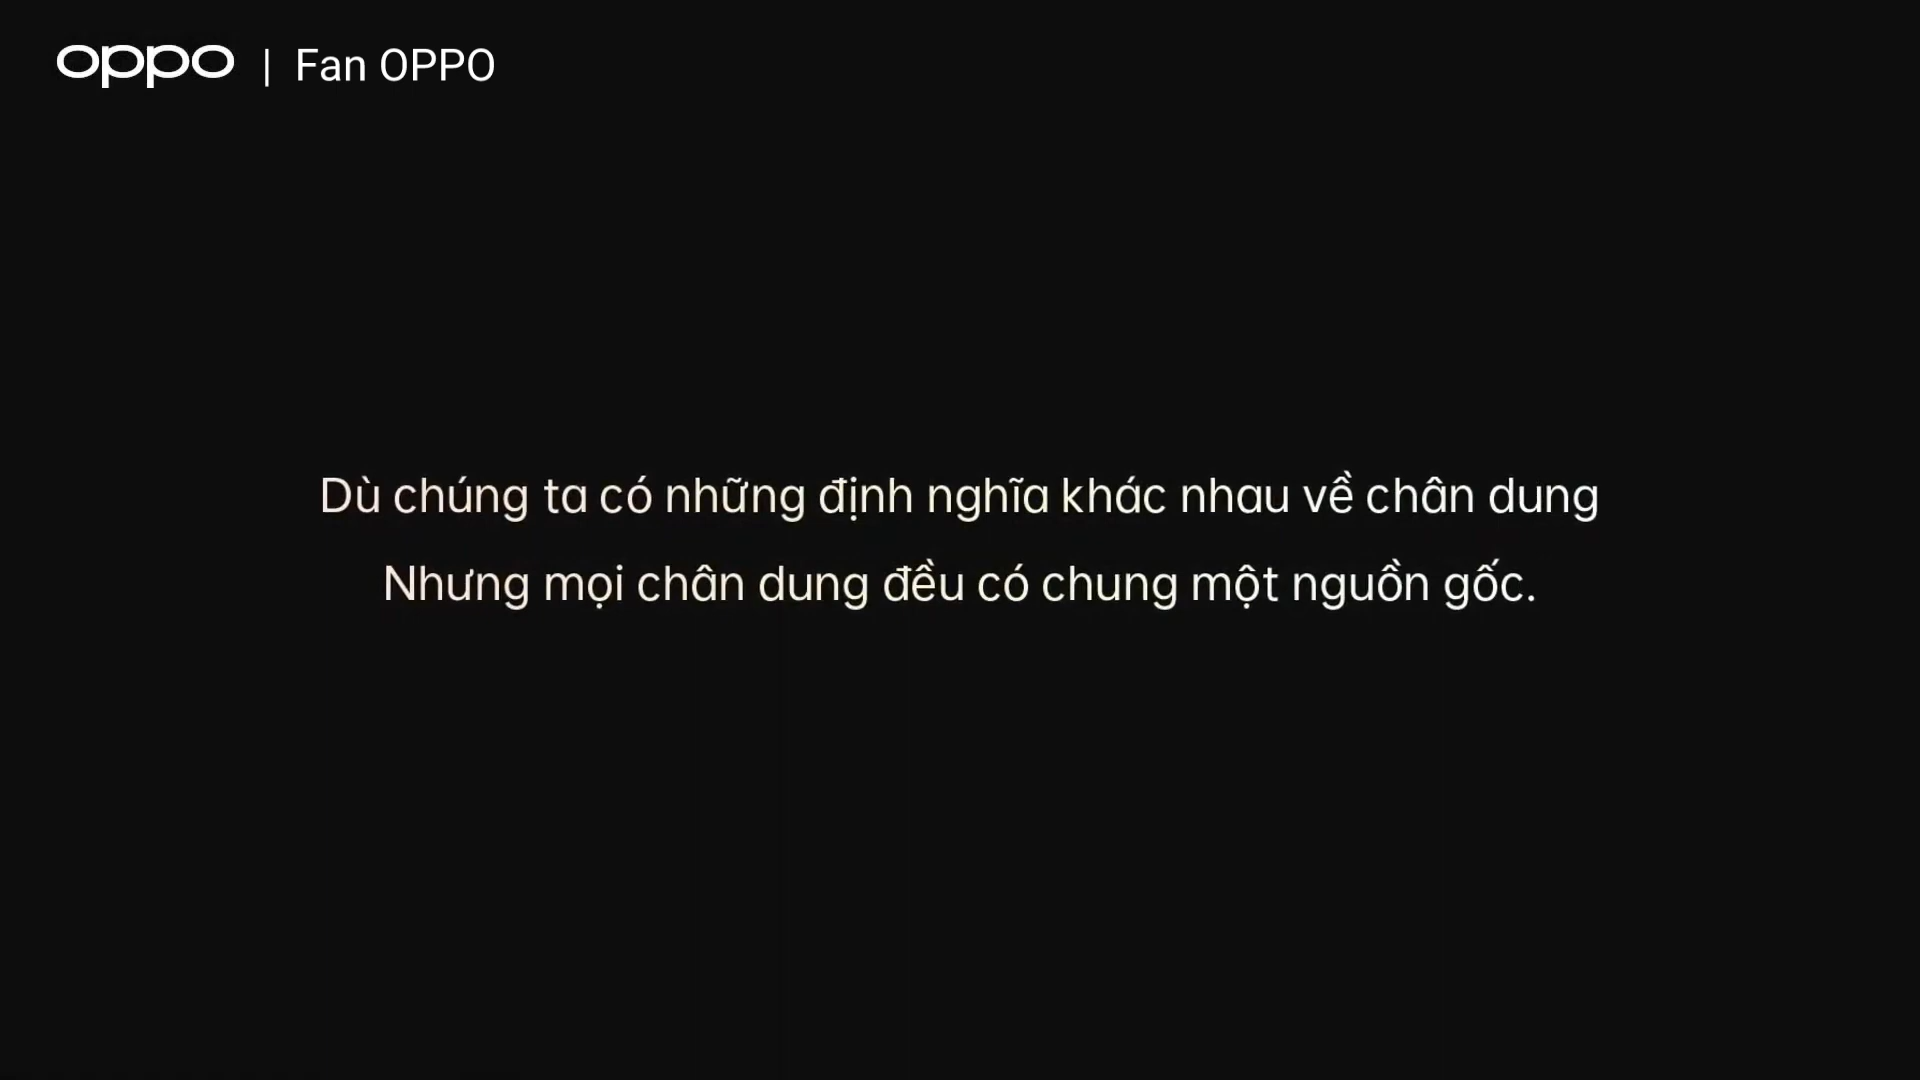 oppo | Fan OPPO
Dù chúng ta có những định nghĩa khác nhau về chân dung
Nhưng mọi chân dung đều có chung một nguồn gốc.